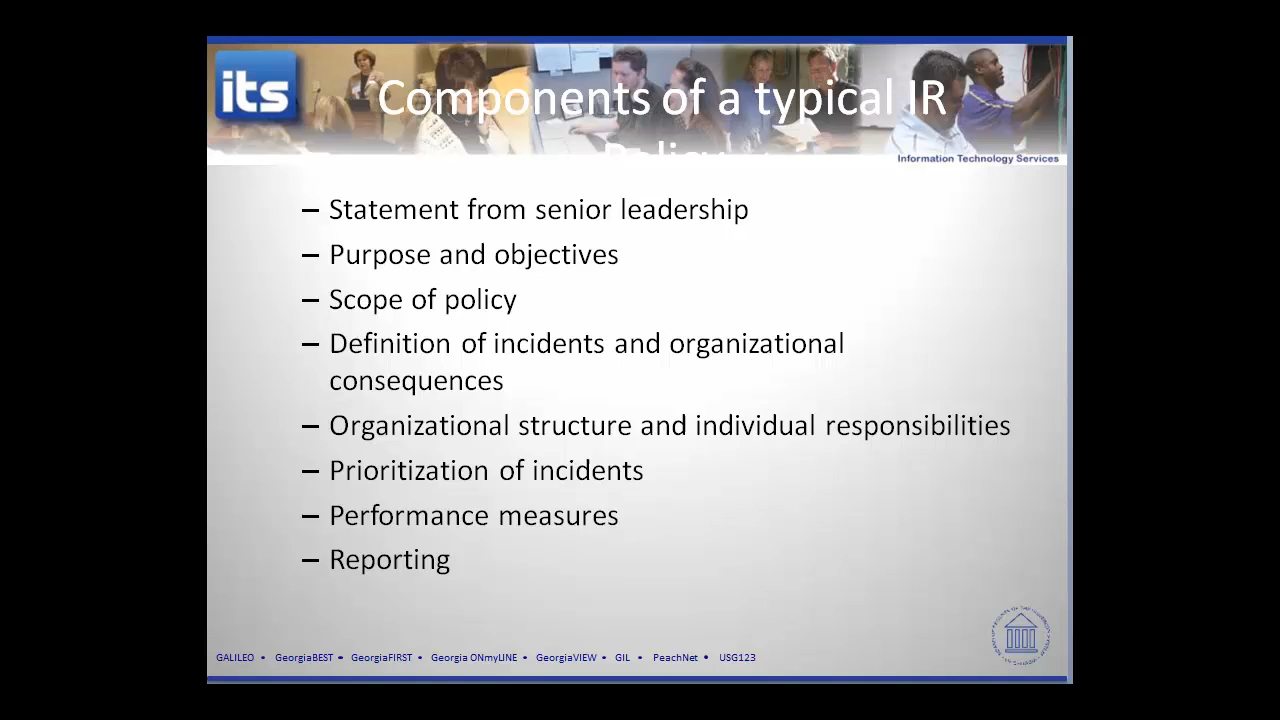 its
Components of a typical IR
Policy
Information Technology Services
– Statement from senior leadership
– Purpose and objectives
– Scope of policy
– Definition of incidents and organizational
consequences
– Organizational structure and individual responsibilities
– Prioritization of incidents
– Performance measures
– Reporting
GALILEO • GeorgiaBEST • GeorgiaFIRST • Georgia ONmyLINE • GeorgiaVIEW • GIL • PeachNet • USG123